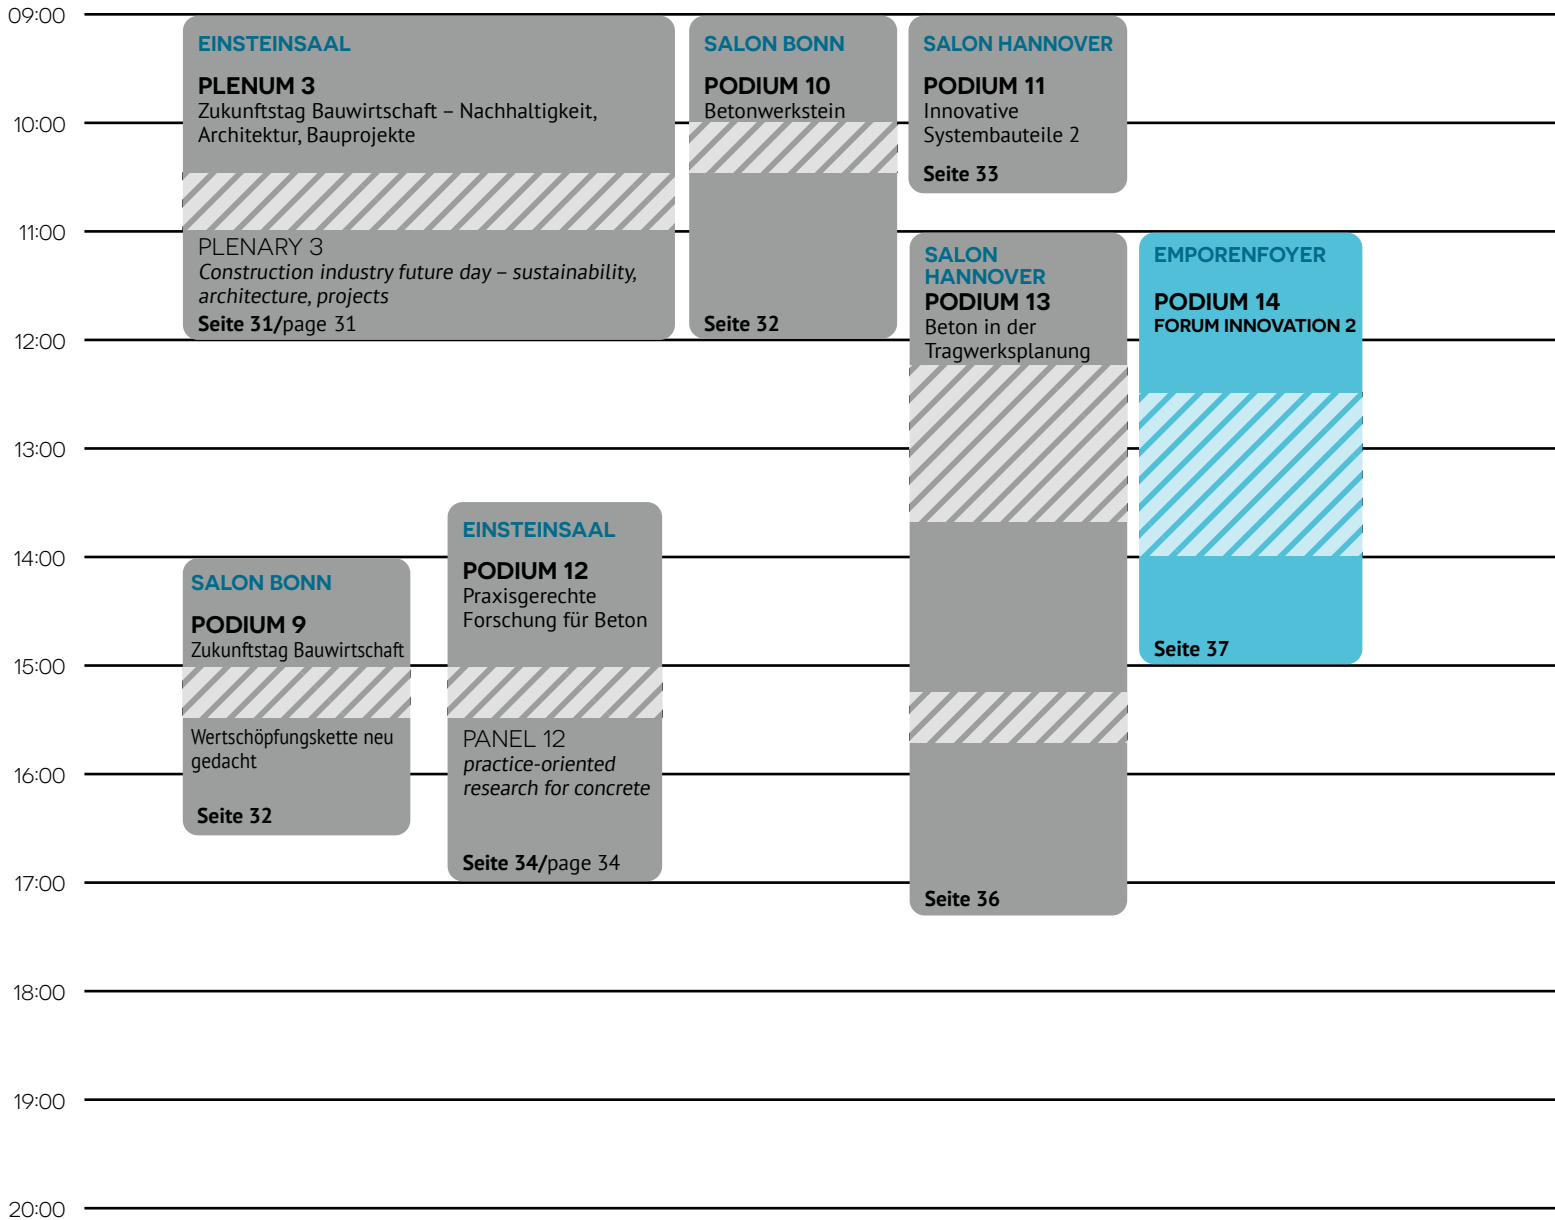 09:00
10:00
11:00
12:00
13:00
14:00
15:00
16:00
17:00
18:00
19:00
20:00
EINSTEINSAAL
PLENUM 3
Zukunftstag Bauwirtschaft – Nachhaltigkeit,
Architektur, Bauprojekte
PLENARY 3
Construction industry future day – sustainability,
architecture, projects
Seite 31/page 31
SALON BONN
PODIUM 10
Betonwerkstein
Seite 32
SALON HANNOVER
PODIUM 11
Innovative
Systembauteile 2
Seite 33
SALON
HANNOVER
PODIUM 13
Beton in der
Tragwerksplanung
Seite 36
EMPORENFOYER
PODIUM 14
FORUM INNOVATION 2
Seite 37
SALON BONN
PODIUM 9
Zukunftstag Bauwirtschaft
Wertschöpfungskette neu
gedacht
Seite 32
EINSTEINSAAL
PODIUM 12
Praxisgerechte
Forschung für Beton
PANEL 12
practice-oriented
research for concrete
Seite 34/page 34